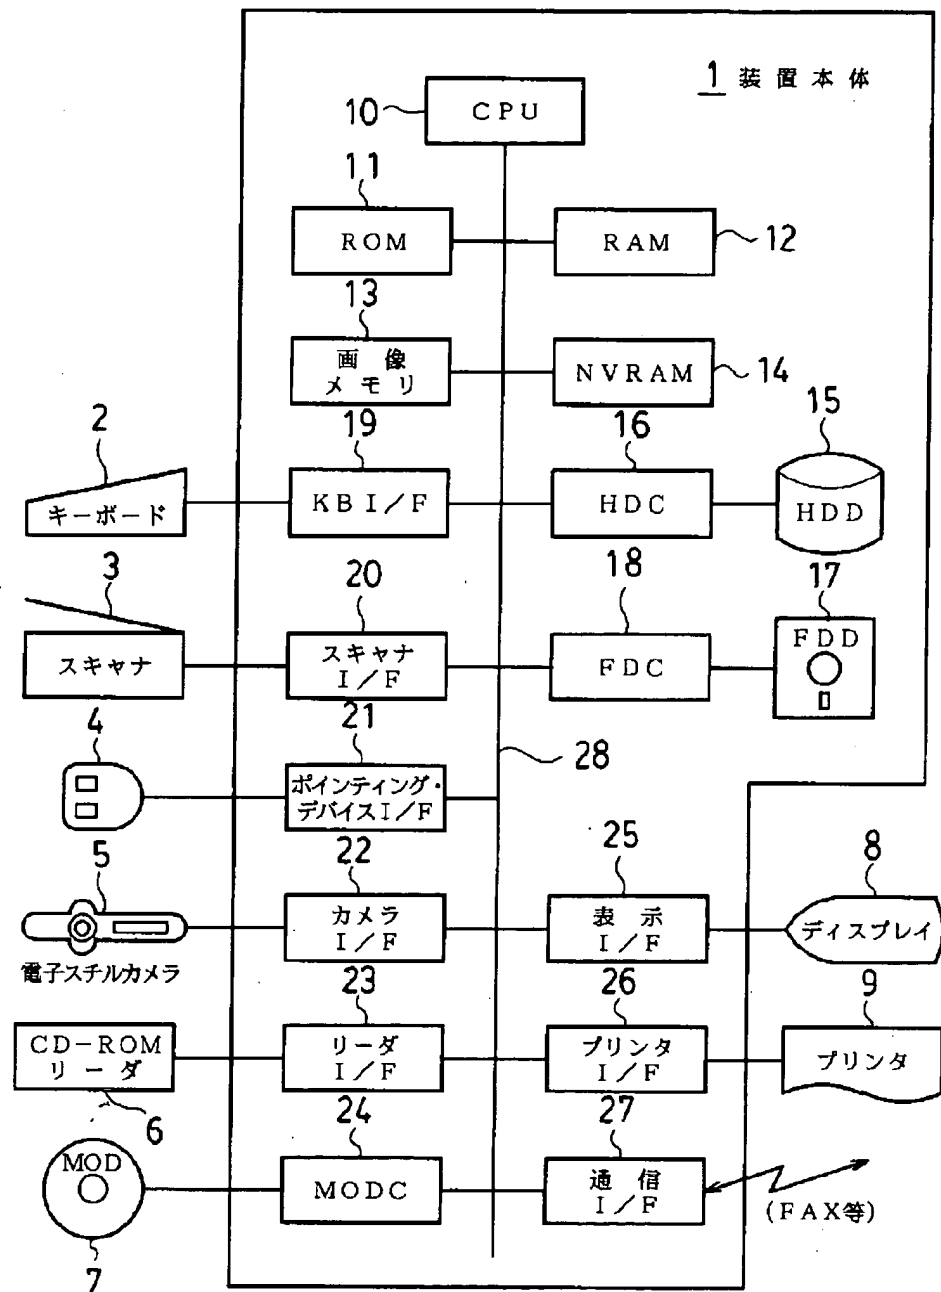 1 装置本体
10
CPU
11
ROM
RAM
12
13
画像
メモリ
NVRAM
14
2
キーボード
19
KBI/F
16
HDC
15
HDD
3
スキャナ
20
スキャナ
I/F
18
FDC
17
FDD
4
21
ポインティング・
デバイスI/F
28
5
電子スチルカメラ
22
カメラ
I/F
25
表示
I/F
8
ディスプレイ
CD-ROM
リーダ
6
23
リーダ
I/F
26
プリンタ
I/F
9
プリンタ
MOD
7
24
MODC
27
通信
I/F
(FAX等)